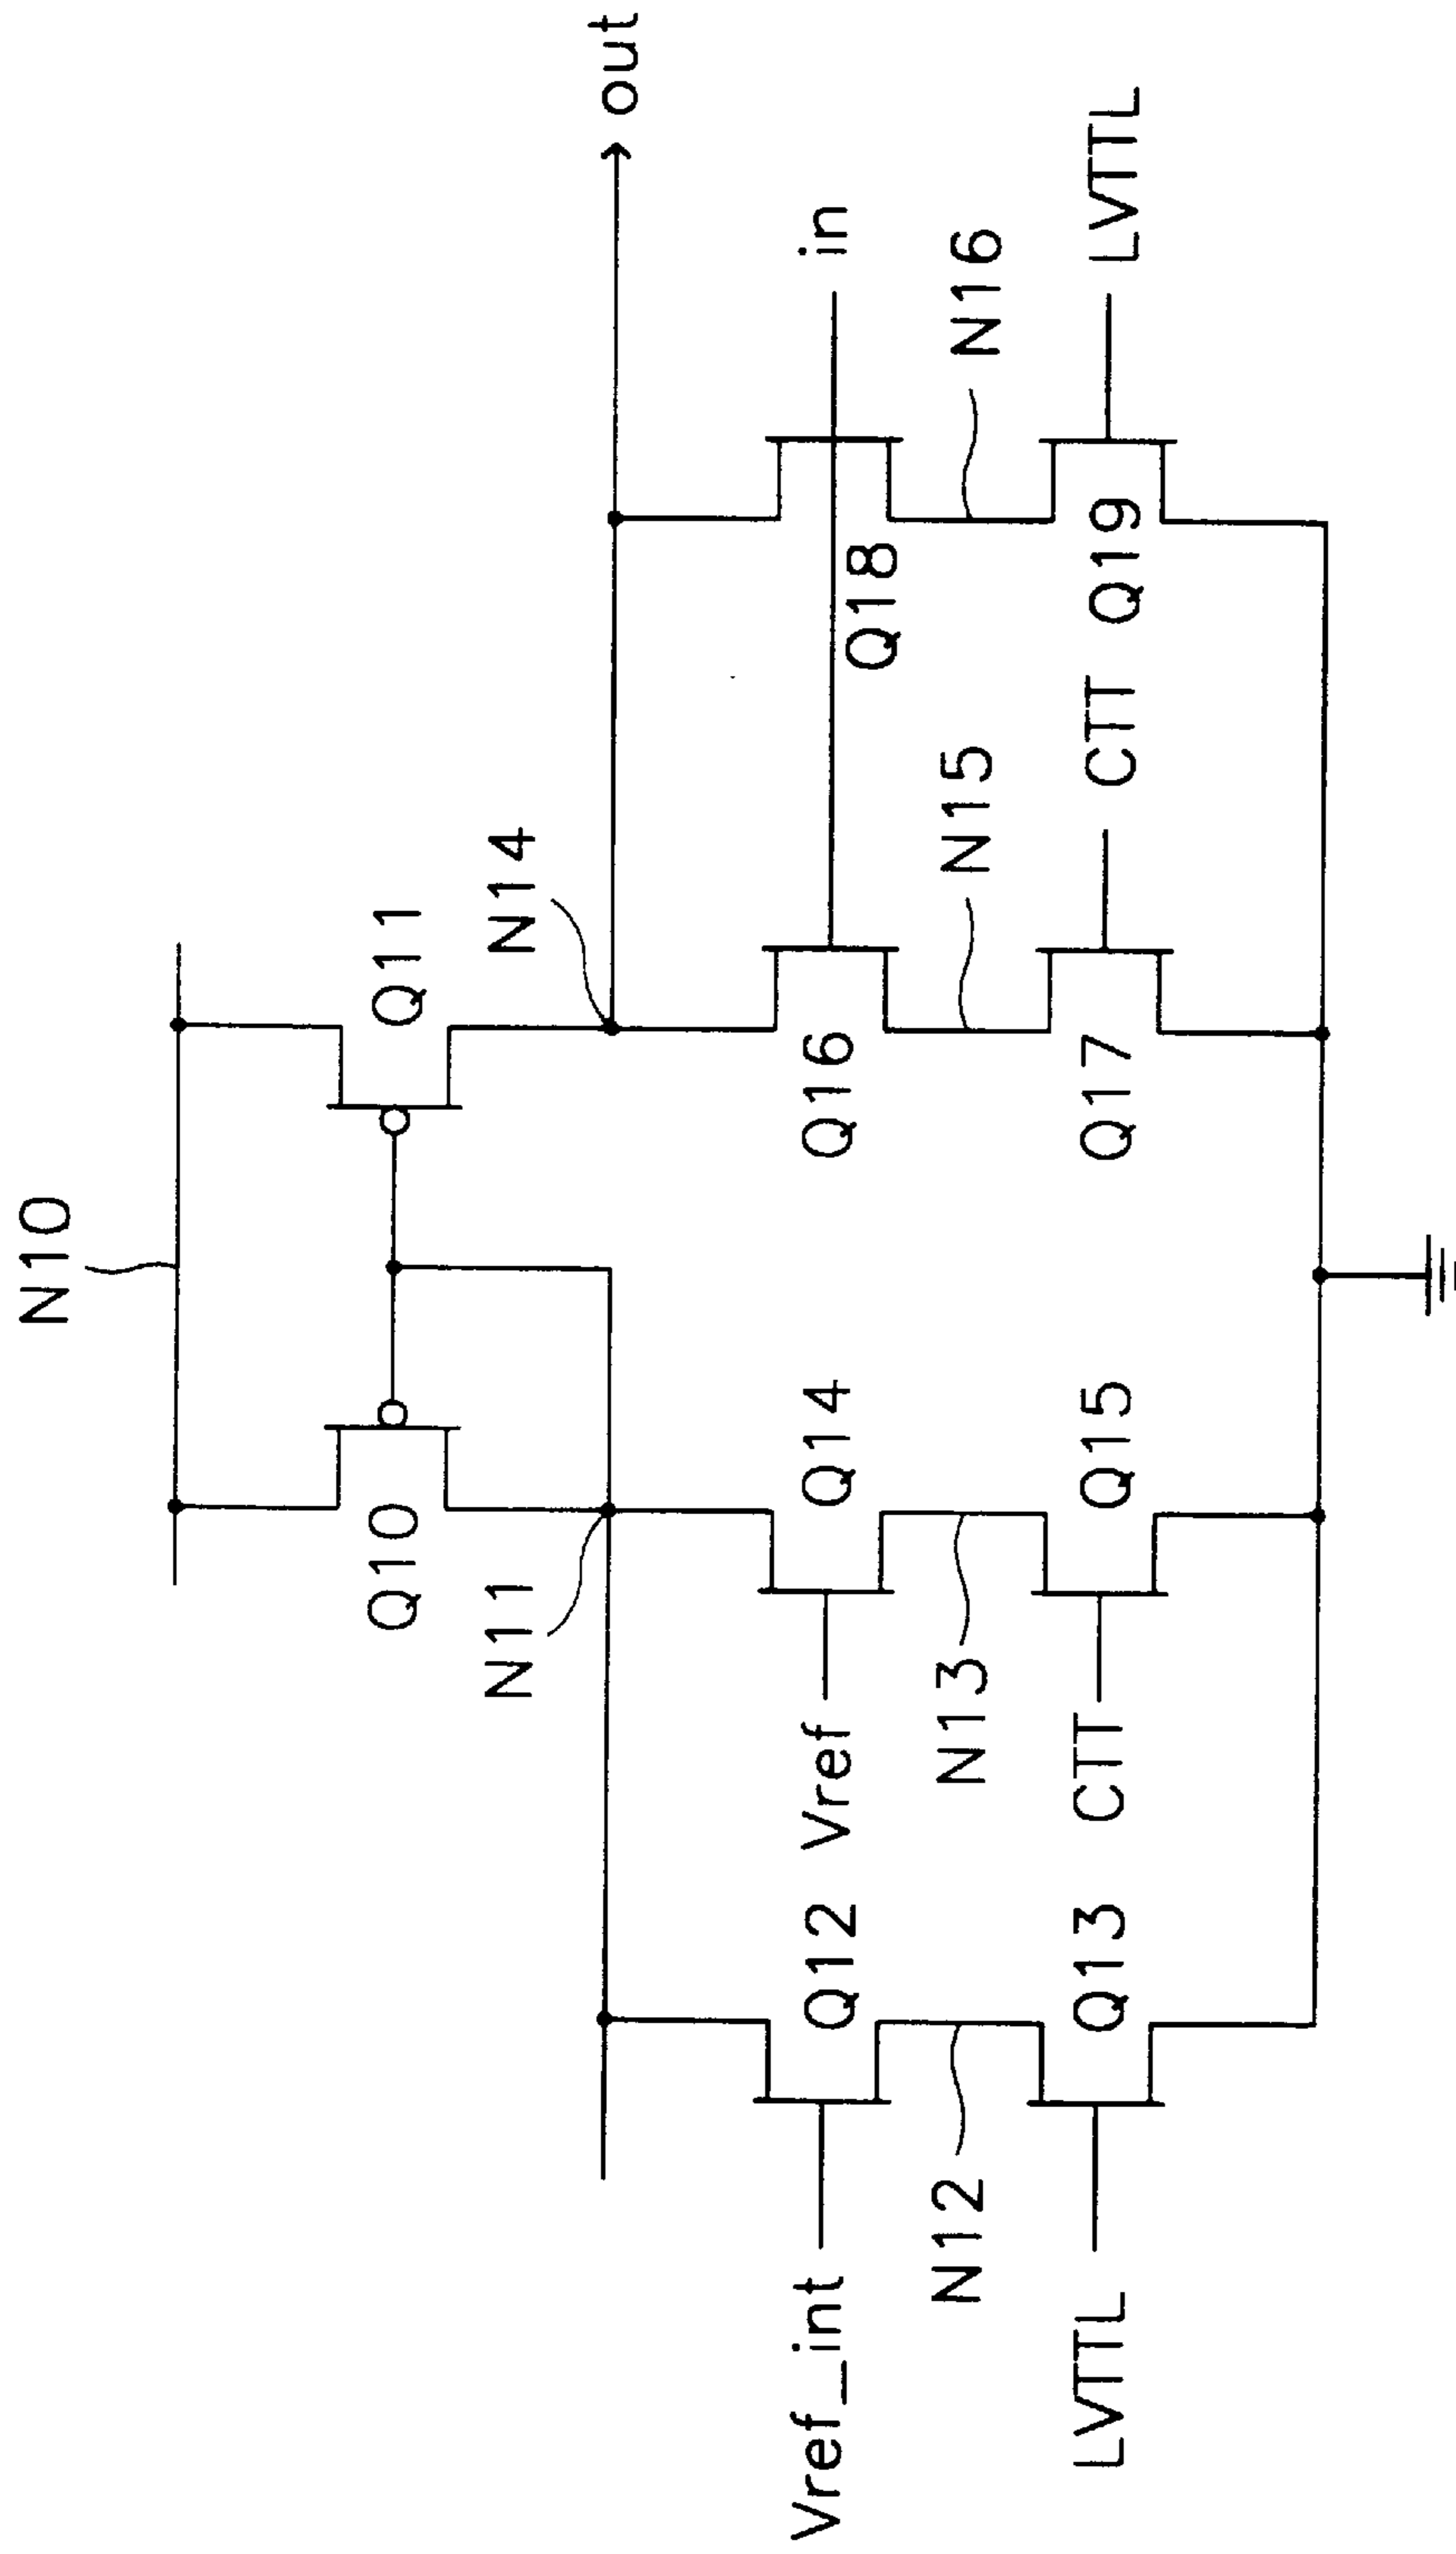 N10
Q10
Q11
N11
N14
out
Vref_int
Q12
Vref
Q14
Q16
Q18
in
N12
N13
N15
N16
LVTTL
Q13
CTT
Q15
Q17
CTT
Q19
LVTTL